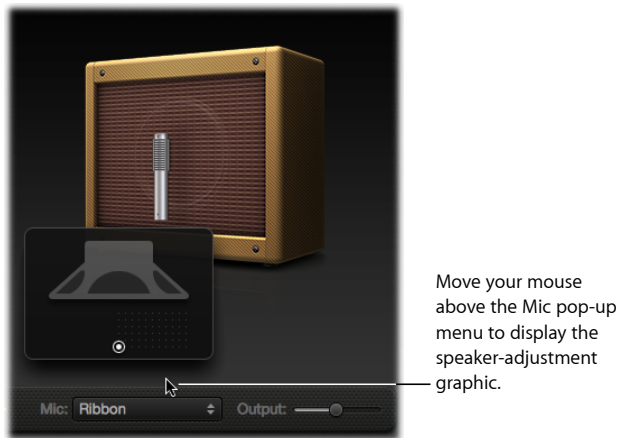 Move your mouse
above the Mic pop-up
menu to display the
speaker-adjustment
graphic.
Mic: Ribbon Output: